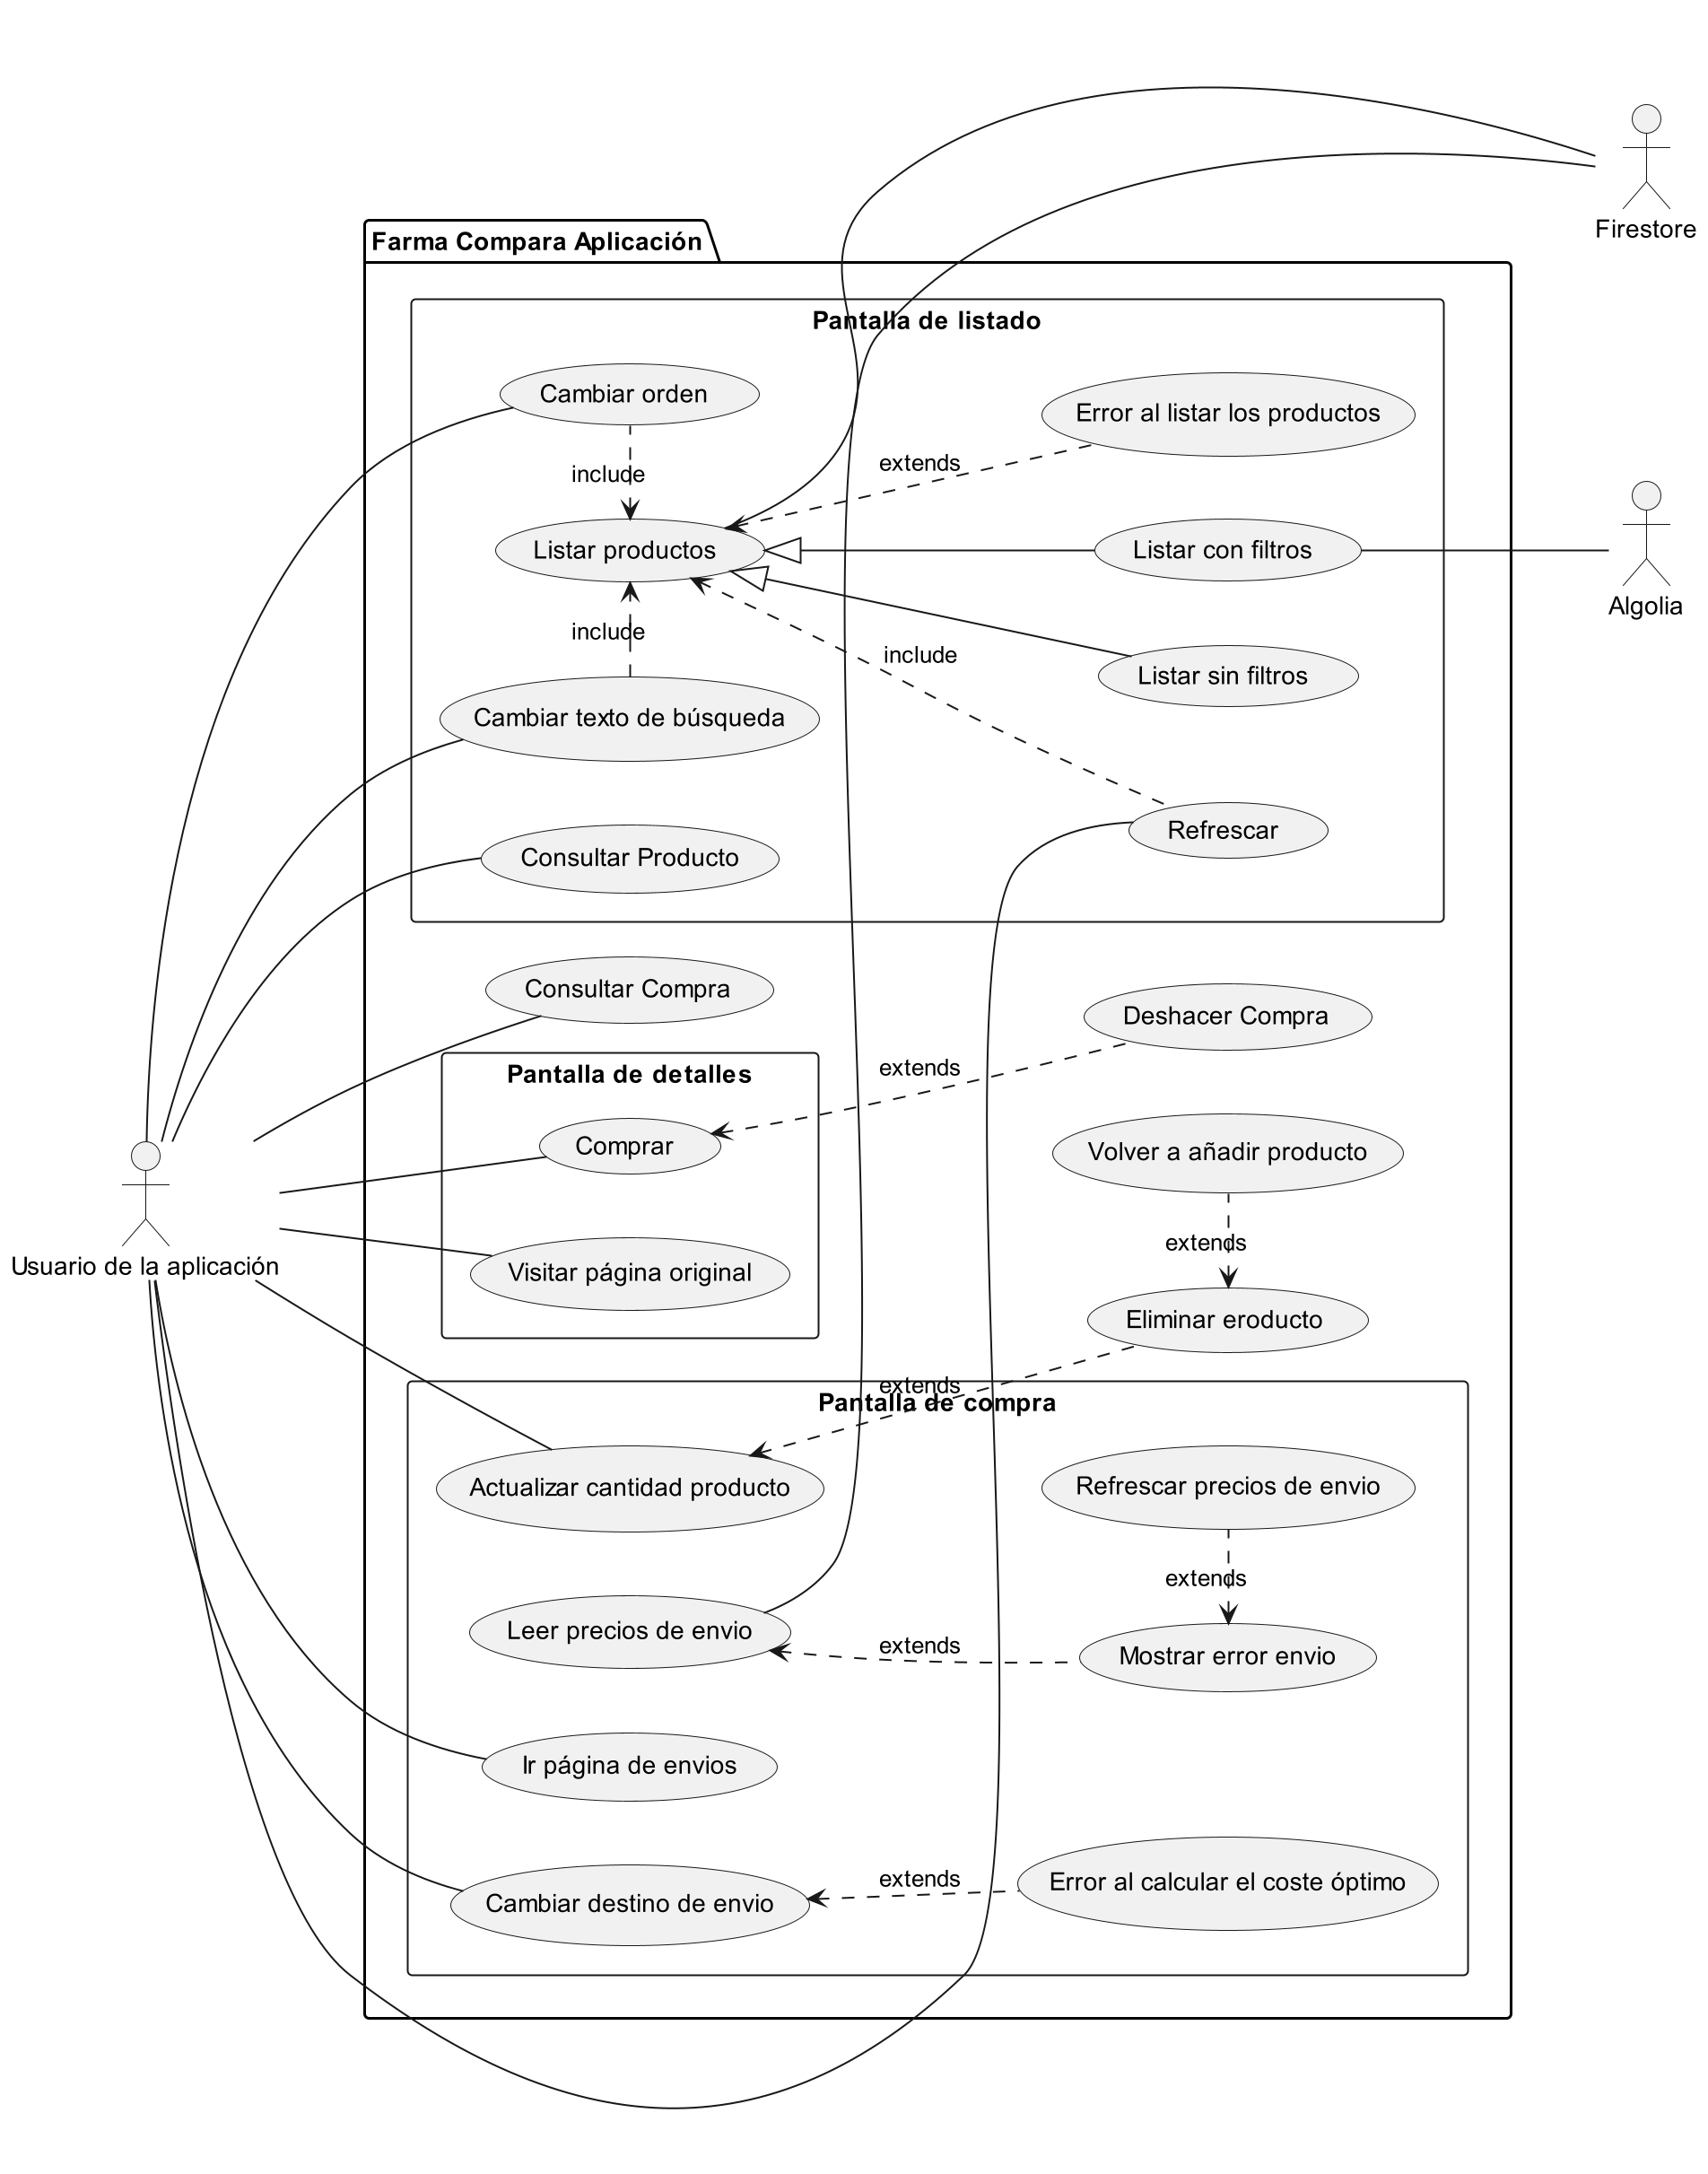 Firestore
Farma Compara Aplicación
Pantalla de listado
Cambiar orden
Error al listar los productos
extends
include
Listar productos
Listar con filtros
Algolia
include
include
Listar sin filtros
Cambiar texto de búsqueda
Refrescar
Consultar Producto
Consultar Compra
Deshacer Compra
extends
Pantalla de detalles
Comprar
Volver a añadir producto
extends
Usuario de la aplicación
Visitar página original
Eliminar eroducto
extends
Pantalla de compra
Actualizar cantidad producto
Refrescar precios de envio
extends
Leer precios de envio
extends
Mostrar error envio
Ir página de envios
extends
Error al calcular el coste óptimo
Cambiar destino de envio